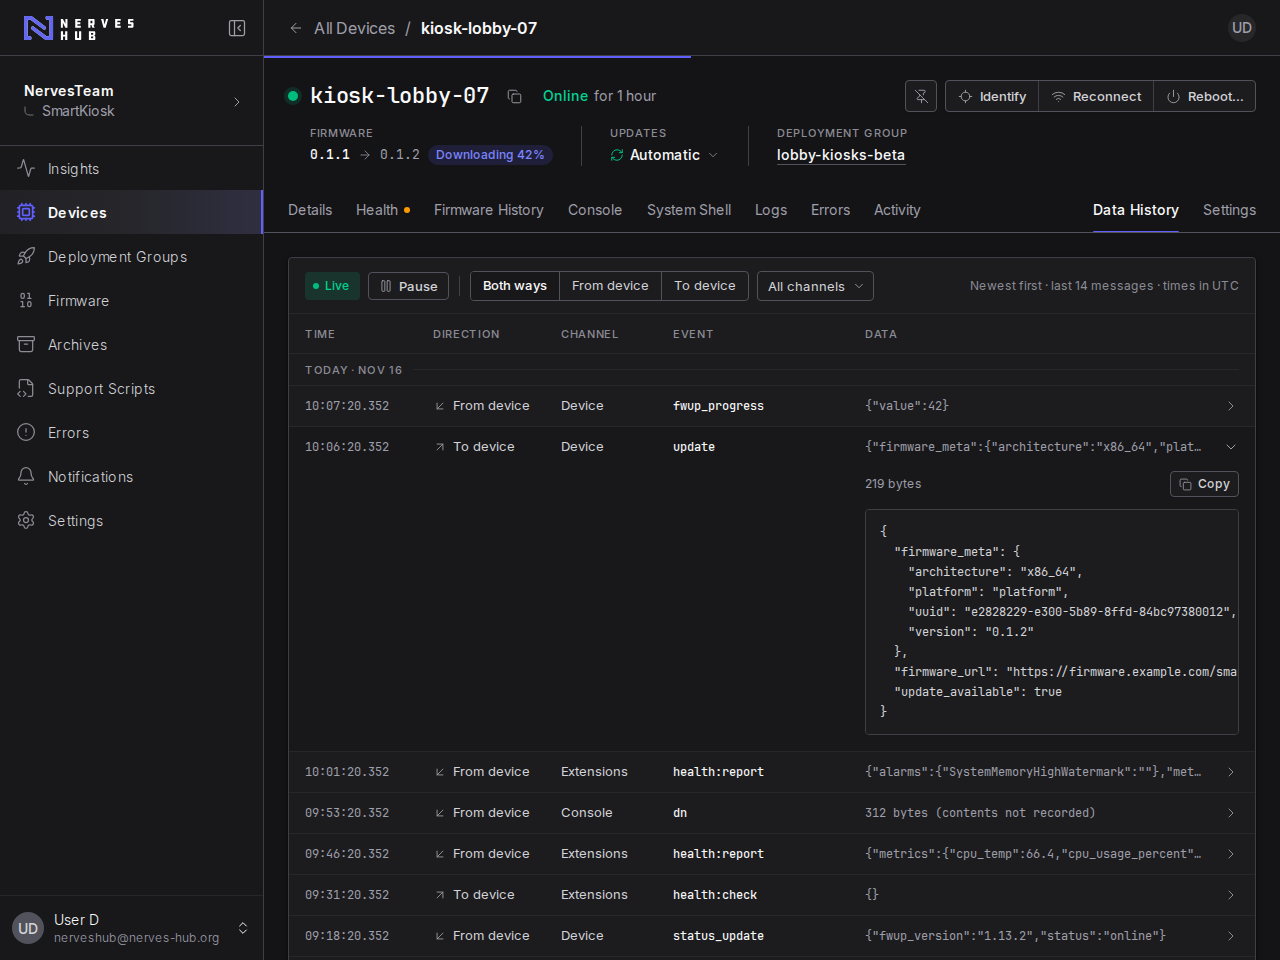 NERVES
HUB
All Devices / kiosk-lobby-07
UD
NervesTeam
SmartKiosk
kiosk-lobby-07
Online for 1 hour
Identify
Reconnect
Reboot...
FIRMWARE
UPDATES
DEPLOYMENT GROUP
0.1.1 → 0.1.2 Downloading 42%
Automatic
lobby-kiosks-beta
Insights
Devices
Deployment Groups
Firmware
Archives
Support Scripts
Errors
Notifications
Settings
Details
Health
Firmware History
Console
System Shell
Logs
Errors
Activity
Data History
Settings
Live
Pause
Both ways
From device
To device
All channels
Newest first · last 14 messages · times in UTC
TIME DIRECTION CHANNEL EVENT DATA
TODAY · NOV 16
10:07:20.352 From device Device fwup_progress {"value":42}
10:06:20.352 To device Device update {"firmware_meta":{"architecture":"x86_64","plat…
219 bytes
Copy
{
"firmware_meta": {
"architecture": "x86_64",
"platform": "platform",
"uuid": "e2828229-e300-5b89-8ffd-84bc97380012",
"version": "0.1.2"
},
"firmware_url": "https://firmware.example.com/sma
"update_available": true
}
10:01:20.352 From device Extensions health:report {"alarms":{"SystemMemoryHighWatermark":""},"met…
09:53:20.352 From device Console dn 312 bytes (contents not recorded)
09:46:20.352 From device Extensions health:report {"metrics":{"cpu_temp":66.4,"cpu_usage_percent"…
09:31:20.352 To device Extensions health:check {}
09:18:20.352 From device Device status_update {"fwup_version":"1.13.2","status":"online"}
UD
User D
nerveshub@nerves-hub.org